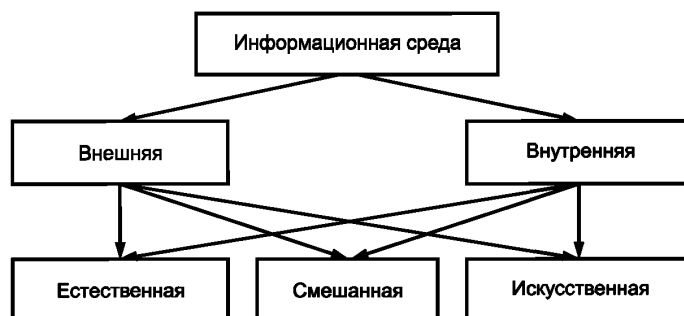 Информационная среда
Внешняя
Внутренняя
Естественная
Смешанная
Искусственная